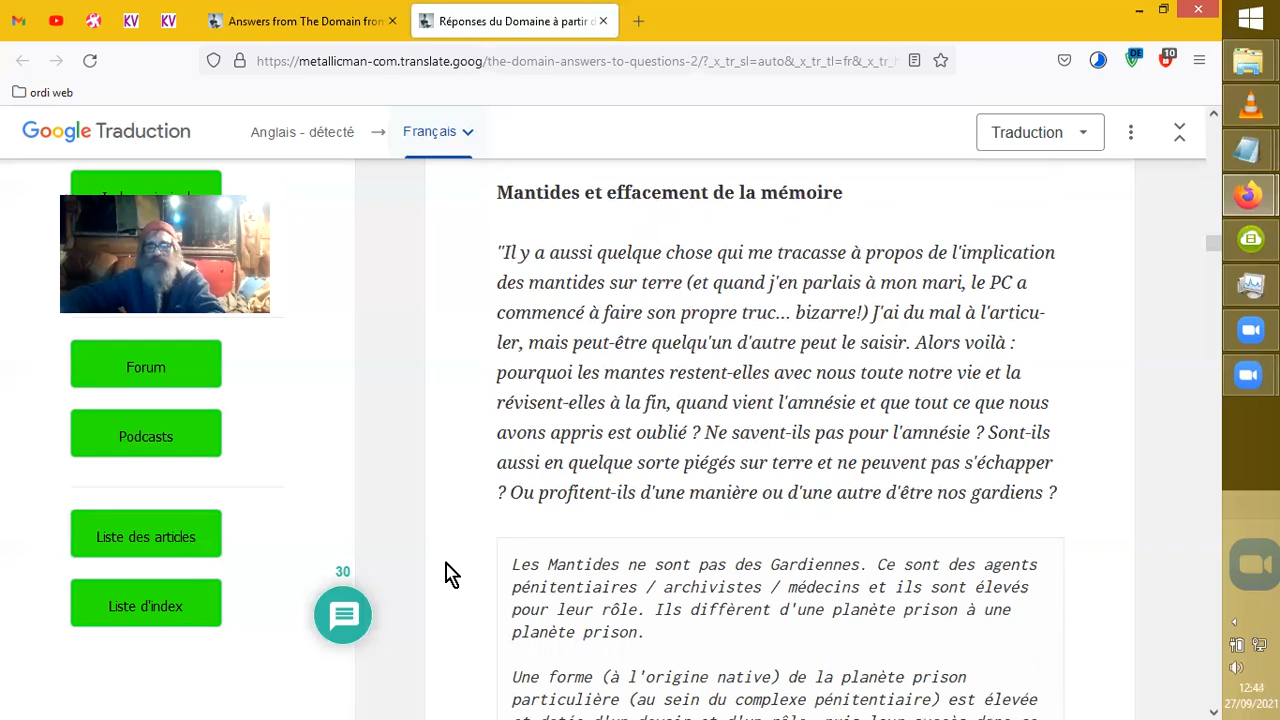 Answers from The Domain fron
Réponses du Domaine à partir d
https://metallicman-com.translate.goog/the-domain-answers-to-questions-2/?_x_tr_sl=auto&_x_tr_tl=fr&_x_tr_h
DE
10
ordi web
Google Traduction
Anglais - détecté
Français
Traduction
Forum
Podcasts
Liste des articles
Liste d'index
30
Mantides et effacement de la mémoire
"Il y a aussi quelque chose qui me tracasse à propos de l'implication
des mantides sur terre (et quand j'en parlais à mon mari, le PC a
commencé à faire son propre truc... bizarre!) J'ai du mal à l'articu-
ler, mais peut-être quelqu'un d'autre peut le saisir. Alors voilà :
pourquoi les mantes restent-elles avec nous toute notre vie et la
révisent-elles à la fin, quand vient l'amnésie et que tout ce que nous
avons appris est oublié ? Ne savent-ils pas pour l'amnésie ? Sont-ils
aussi en quelque sorte piégés sur terre et ne peuvent pas s'échapper
? Ou profitent-ils d'une manière ou d'une autre d'être nos gardiens ?
Les Mantides ne sont pas des Gardiennes. Ce sont des agents
pénitentiaires / archivistes / médecins et ils sont élevés
pour leur rôle. Ils diffèrent d'une planète prison à une
planète prison.
Une forme (à l'origine native) de la planète prison
particulière (au sein du complexe pénitentiaire) est élevée
KV
KV
12:44
27/09/2021